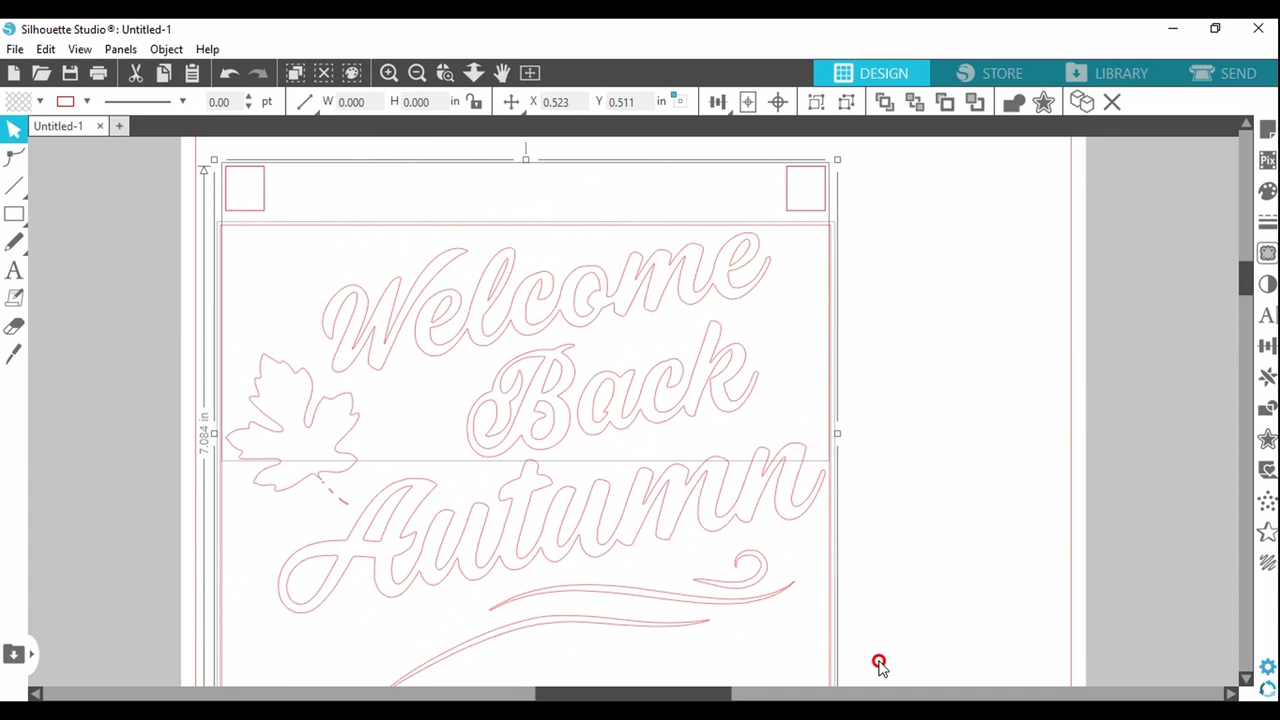 Silhouette Studio®: Untitled-1
File Edit View Panels Object Help
DESIGN STORE LIBRARY SEND
0.00 pt W 0.000 H 0.000 in X 0.523 Y 0.511 in
Untitled-1
Pix
A
A
7.084 in
Welcome
Back
Autumn